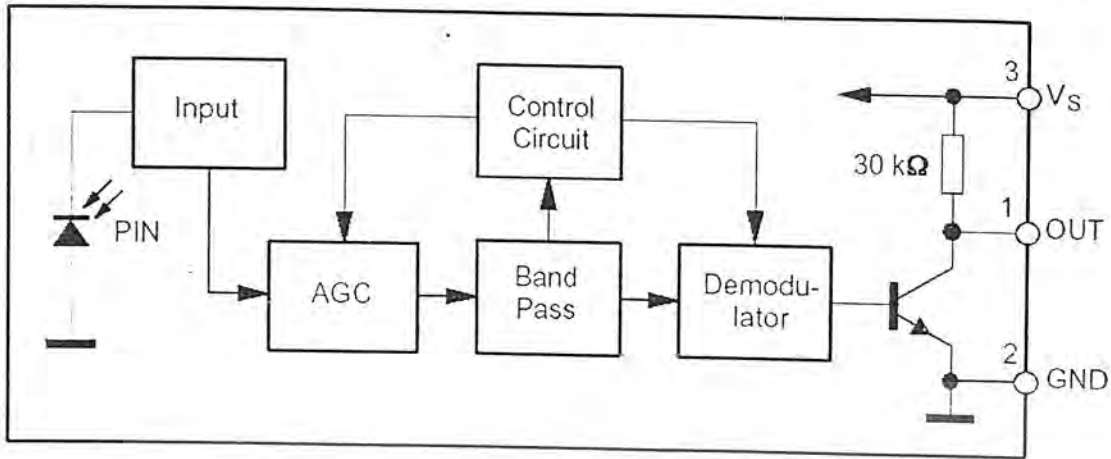 Input
Control
Circuit
3
VS
30 kΩ
1
OUT
PIN
AGC
Band
Pass
Demodu-
lator
2
GND